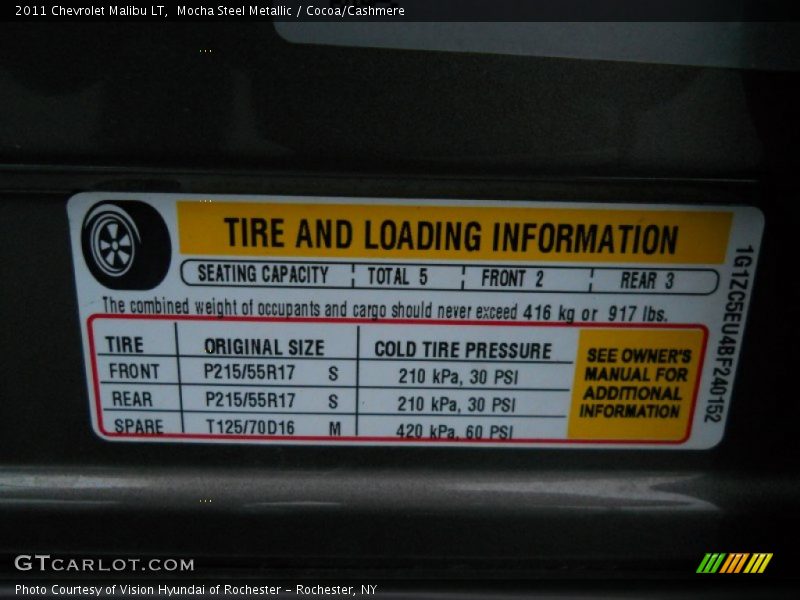 2011 Chevrolet Malibu LT, Mocha Steel Metallic / Cocoa/Cashmere
TIRE AND LOADING INFORMATION
SEATING CAPACITY TOTAL 5 FRONT 2 REAR 3
The combined weight of occupants and cargo should never exceed 416 kg or 917 lbs.
TIRE ORIGINAL SIZE COLD TIRE PRESSURE
FRONT P215/55R17 S 210 kPa, 30 PSI
REAR P215/55R17 S 210 kPa, 30 PSI
SPARE T125/70D16 M 420 kPa, 60 PSI
SEE OWNER'S
MANUAL FOR
ADDITIONAL
INFORMATION
1G1ZC5EU4BF240152
GTCARLOT.COM
Photo Courtesy of Vision Hyundai of Rochester - Rochester, NY